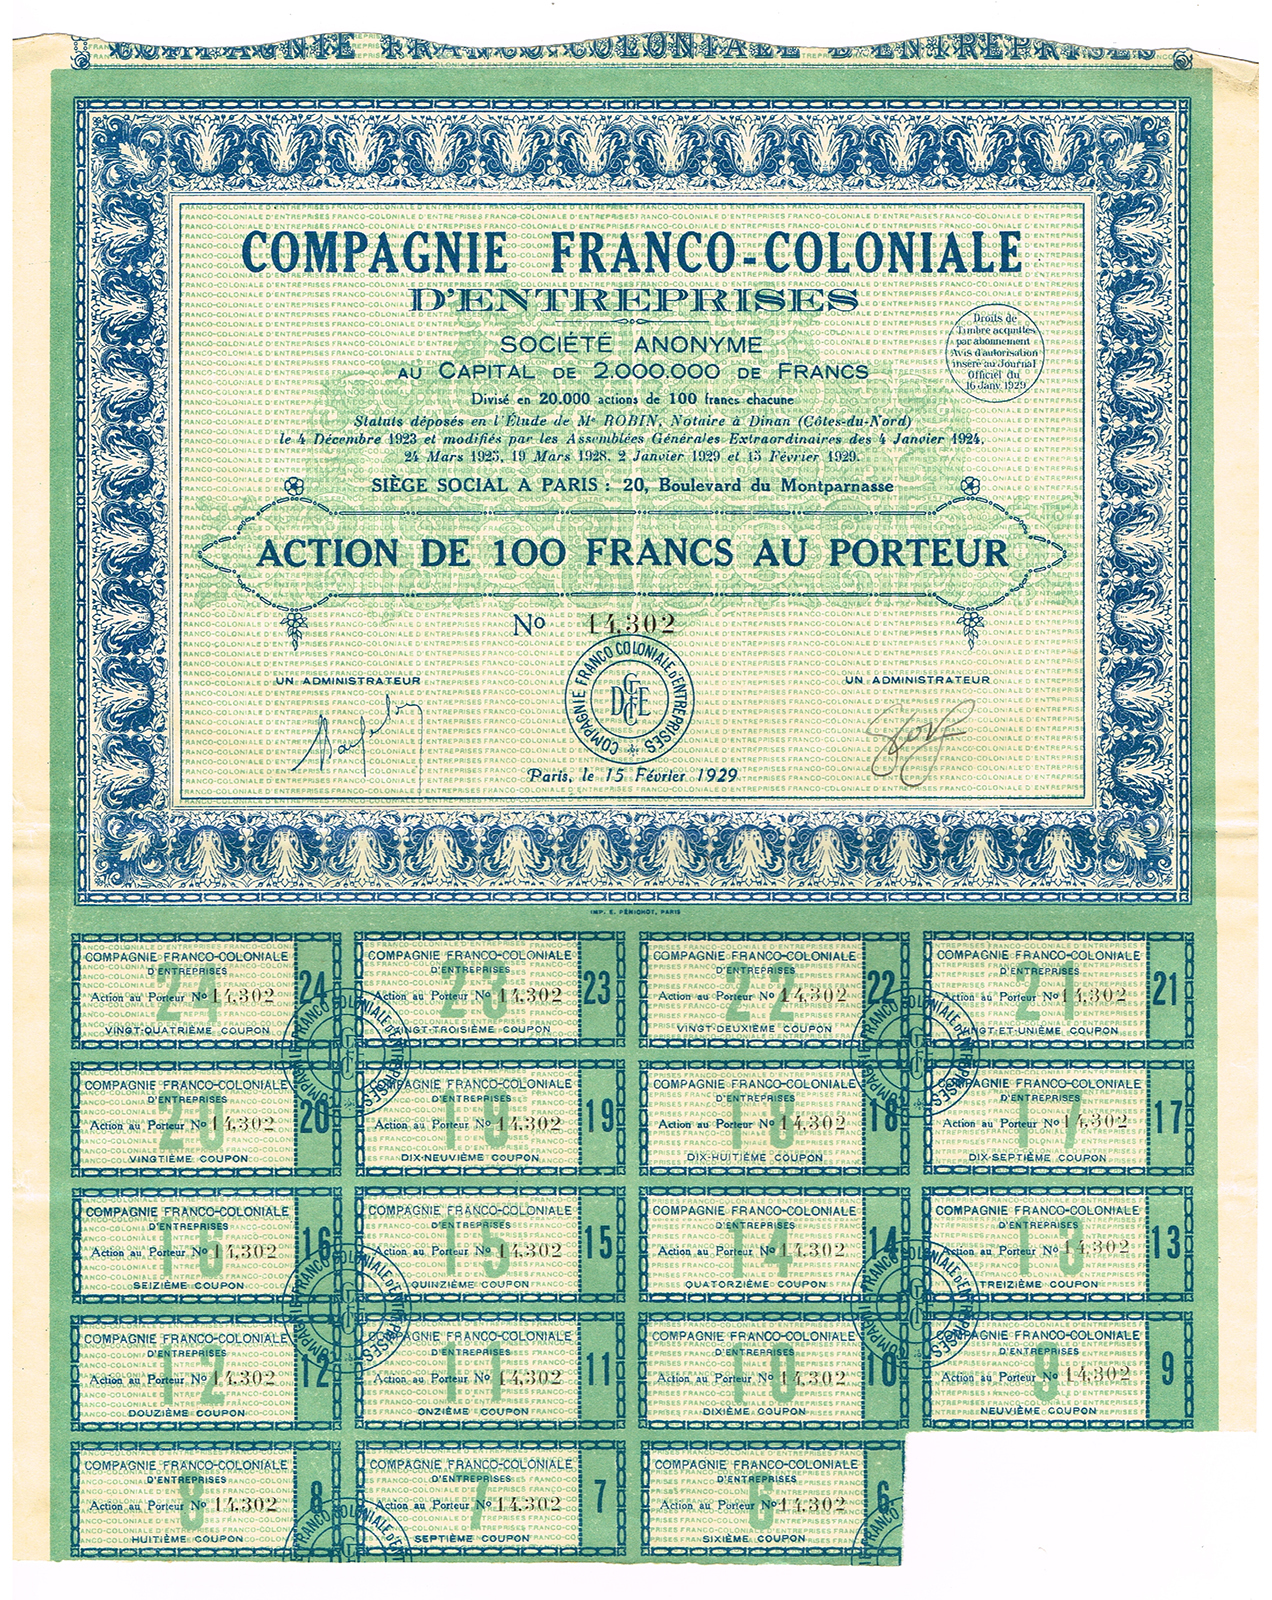 COMPAGNIE FRANCO-COLONIALE D'ENTREPRISES
COMPAGNIE FRANCO-COLONIALE
D'ENTREPRISES
SOCIÉTÉ ANONYME
AU CAPITAL DE 2.000.000 DE FRANCS
Divisé en 20.000 actions de 100 francs chacune
Statuts déposés en l'Étude de Me ROBIN, Notaire à Dinan (Côtes-du-Nord)
le 4 Décembre 1923 et modifiés par les Assemblées Générales Extraordinaires des 4 Janvier 1924,
24 Mars 1925, 19 Mars 1928, 2 Janvier 1929 et 15 Février 1929.
SIÈGE SOCIAL A PARIS : 20, Boulevard du Montparnasse
Droits de
Timbre acquittés
par abonnement
Avis d'autorisation
inséré au Journal
Officiel du
16 Janv. 1929
ACTION DE 100 FRANCS AU PORTEUR
No 14.302
UN ADMINISTRATEUR
UN ADMINISTRATEUR
COMPAGNIE FRANCO COLONIALE D'ENTREPRISES
Paris, le 15 Février 1929
IMP. E. PÉRICHOT, PARIS
COMPAGNIE FRANCO-COLONIALE
D'ENTREPRISES
Action au Porteur No 14.302 24
VINGT-QUATRIÈME COUPON
COMPAGNIE FRANCO-COLONIALE
D'ENTREPRISES
Action au Porteur No 14.302 23
VINGT-TROISIÈME COUPON
COMPAGNIE FRANCO-COLONIALE
D'ENTREPRISES
Action au Porteur No 14.302 22
VINGT-DEUXIÈME COUPON
COMPAGNIE FRANCO-COLONIALE
D'ENTREPRISES
Action au Porteur No 14.302 21
VINGT-ET-UNIÈME COUPON
COMPAGNIE FRANCO-COLONIALE
D'ENTREPRISES
Action au Porteur No 14.302 20
VINGTIÈME COUPON
COMPAGNIE FRANCO-COLONIALE
D'ENTREPRISES
Action au Porteur No 14.302 19
DIX-NEUVIÈME COUPON
COMPAGNIE FRANCO-COLONIALE
D'ENTREPRISES
Action au Porteur No 14.302 18
DIX-HUITIÈME COUPON
COMPAGNIE FRANCO-COLONIALE
D'ENTREPRISES
Action au Porteur No 14.302 17
DIX-SEPTIÈME COUPON
COMPAGNIE FRANCO-COLONIALE
D'ENTREPRISES
Action au Porteur No 14.302 16
SEIZIÈME COUPON
COMPAGNIE FRANCO-COLONIALE
D'ENTREPRISES
Action au Porteur No 14.302 15
QUINZIÈME COUPON
COMPAGNIE FRANCO-COLONIALE
D'ENTREPRISES
Action au Porteur No 14.302 14
QUATORZIÈME COUPON
COMPAGNIE FRANCO-COLONIALE
D'ENTREPRISES
Action au Porteur No 14.302 13
TREIZIÈME COUPON
COMPAGNIE FRANCO-COLONIALE
D'ENTREPRISES
Action au Porteur No 14.302 12
DOUZIÈME COUPON
COMPAGNIE FRANCO-COLONIALE
D'ENTREPRISES
Action au Porteur No 14.302 11
ONZIÈME COUPON
COMPAGNIE FRANCO-COLONIALE
D'ENTREPRISES
Action au Porteur No 14.302 10
DIXIÈME COUPON
COMPAGNIE FRANCO-COLONIALE
D'ENTREPRISES
Action au Porteur No 14.302 9
NEUVIÈME COUPON
COMPAGNIE FRANCO-COLONIALE
D'ENTREPRISES
Action au Porteur No 14.302 8
HUITIÈME COUPON
COMPAGNIE FRANCO-COLONIALE
D'ENTREPRISES
Action au Porteur No 14.302 7
SEPTIÈME COUPON
COMPAGNIE FRANCO-COLONIALE
D'ENTREPRISES
Action au Porteur No 14.302 6
SIXIÈME COUPON